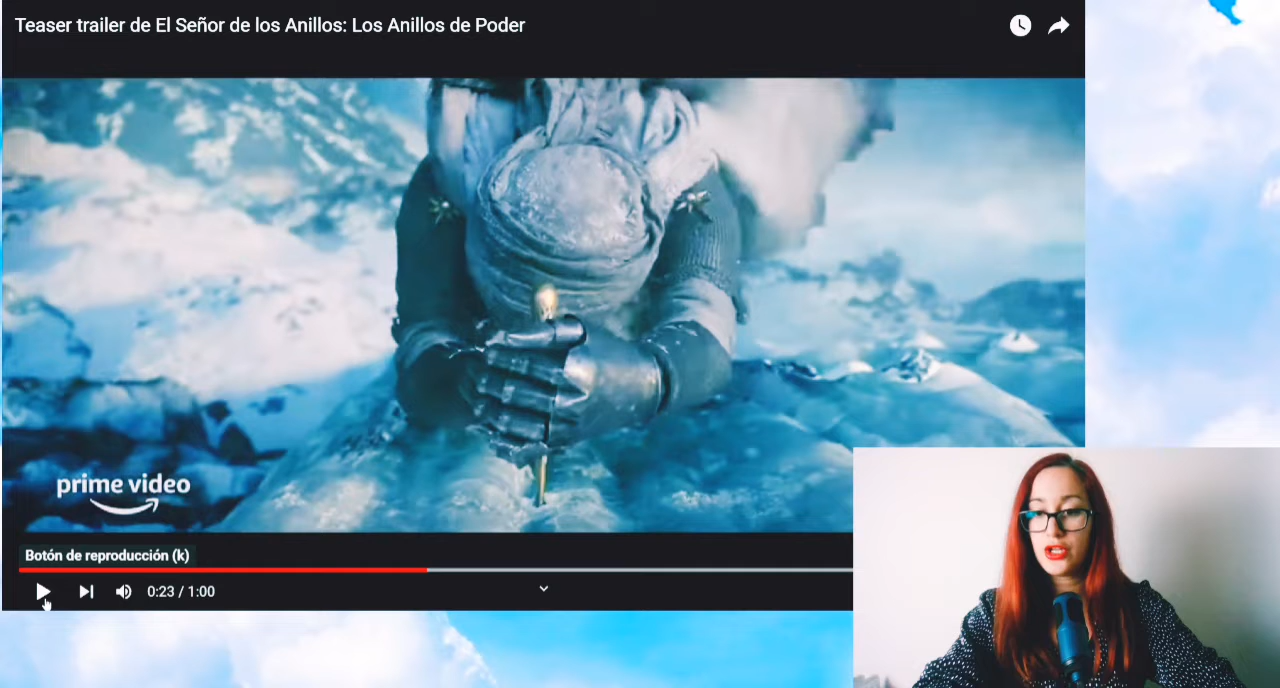 Teaser trailer de El Señor de los Anillos: Los Anillos de Poder
prime video
Botón de reproducción (k)
0:23 / 1:00